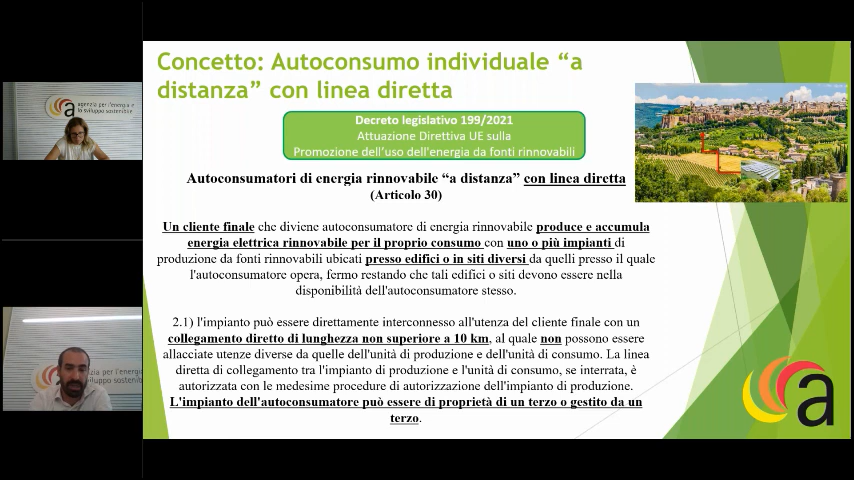 Concetto: Autoconsumo individuale “a
distanza” con linea diretta
Decreto legislativo 199/2021
Attuazione Direttiva UE sulla
Promozione dell’uso dell’energia da fonti rinnovabili
Autoconsumatori di energia rinnovabile “a distanza” con linea diretta
(Articolo 30)
Un cliente finale che diviene autoconsumatore di energia rinnovabile produce e accumula
energia elettrica rinnovabile per il proprio consumo con uno o più impianti di
produzione da fonti rinnovabili ubicati presso edifici o in siti diversi da quelli presso il quale
l'autoconsumatore opera, fermo restando che tali edifici o siti devono essere nella
disponibilità dell'autoconsumatore stesso.
2.1) l'impianto può essere direttamente interconnesso all'utenza del cliente finale con un
collegamento diretto di lunghezza non superiore a 10 km, al quale non possono essere
allacciate utenze diverse da quelle dell'unità di produzione e dell'unità di consumo. La linea
diretta di collegamento tra l'impianto di produzione e l'unità di consumo, se interrata, è
autorizzata con le medesime procedure di autorizzazione dell'impianto di produzione.
L'impianto dell'autoconsumatore può essere di proprietà di un terzo o gestito da un
terzo.
a
a
agenzia per l'energia e
lo sviluppo sostenibile